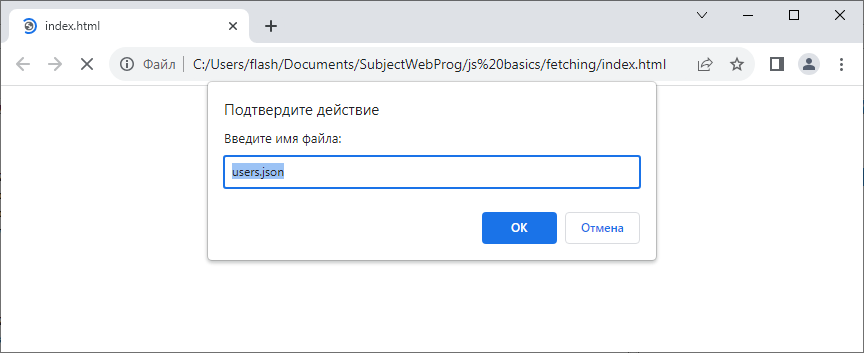 index.html
Файл C:/Users/flash/Documents/SubjectWebProg/js%20basics/fetching/index.html
Подтвердите действие
Введите имя файла:
users.json
ОК Отмена